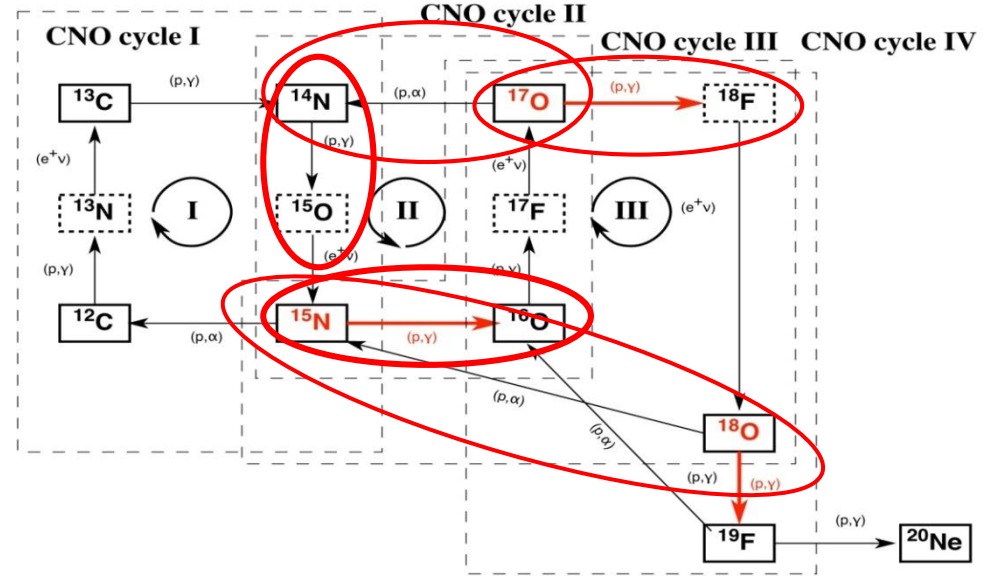 CNO cycle II
CNO cycle I
CNO cycle III
CNO cycle IV
¹³C
(p,γ)
¹⁴N
(p,α)
¹⁷O
(p,γ)
¹⁸F
(e⁺ν)
(p,γ)
(e⁺ν)
¹³N
I
¹⁵O
II
¹⁷F
III
(e⁺ν)
(p,γ)
(e⁺ν)
(p,γ)
¹²C
(p,α)
¹⁵N
(p,γ)
¹⁶O
(p,α)
(p,α)
¹⁸O
(p,γ)
(p,γ)
¹⁹F
(p,γ)
²⁰Ne